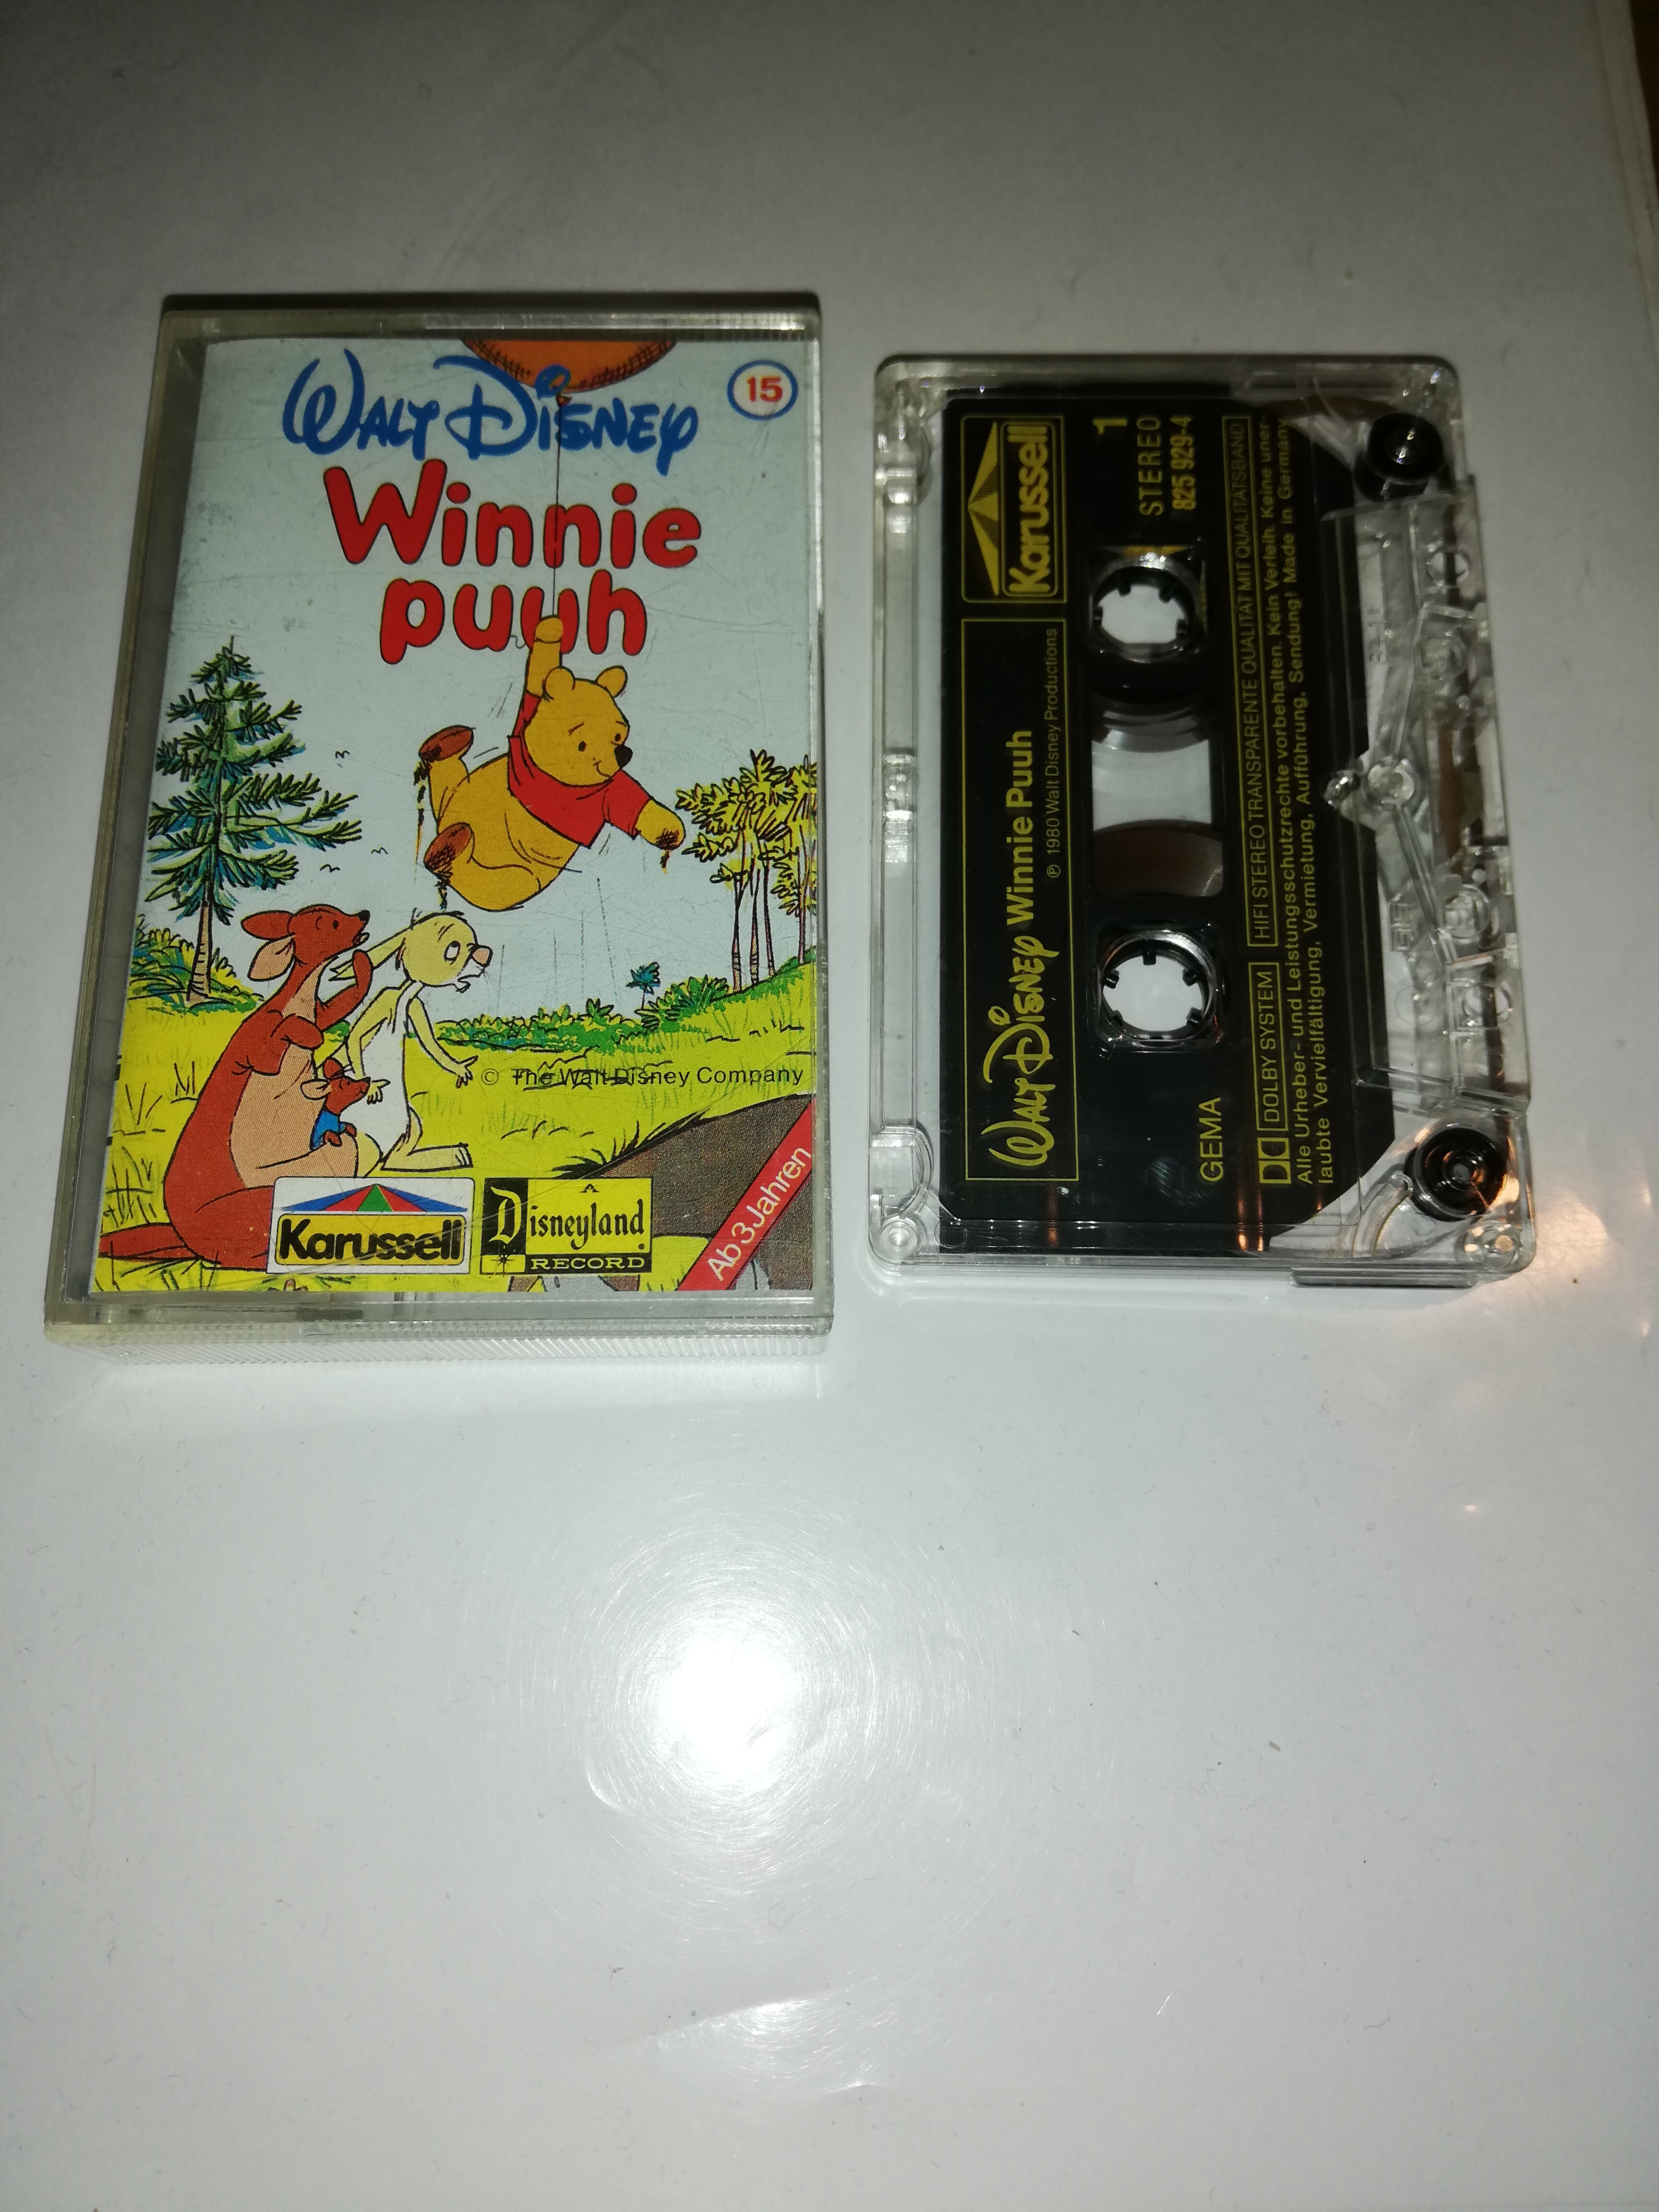 WALT DISNEY
15
Winnie
puuh
© The Walt Disney Company
Karussell
A
Disneyland
RECORD
Ab 3 Jahren
Karussell
1
STEREO
825 929-4
WALT DISNEY Winnie Puuh
℗ 1980 Walt Disney Productions
GEMA
DOLBY SYSTEM
HIFI STEREO TRANSPARENTE QUALITÄT MIT QUALITÄTSBAND
Alle Urheber- und Leistungsschutzrechte vorbehalten. Kein Verleih. Keine uner-
laubte Vervielfältigung, Vermietung, Aufführung, Sendung! Made in Germany